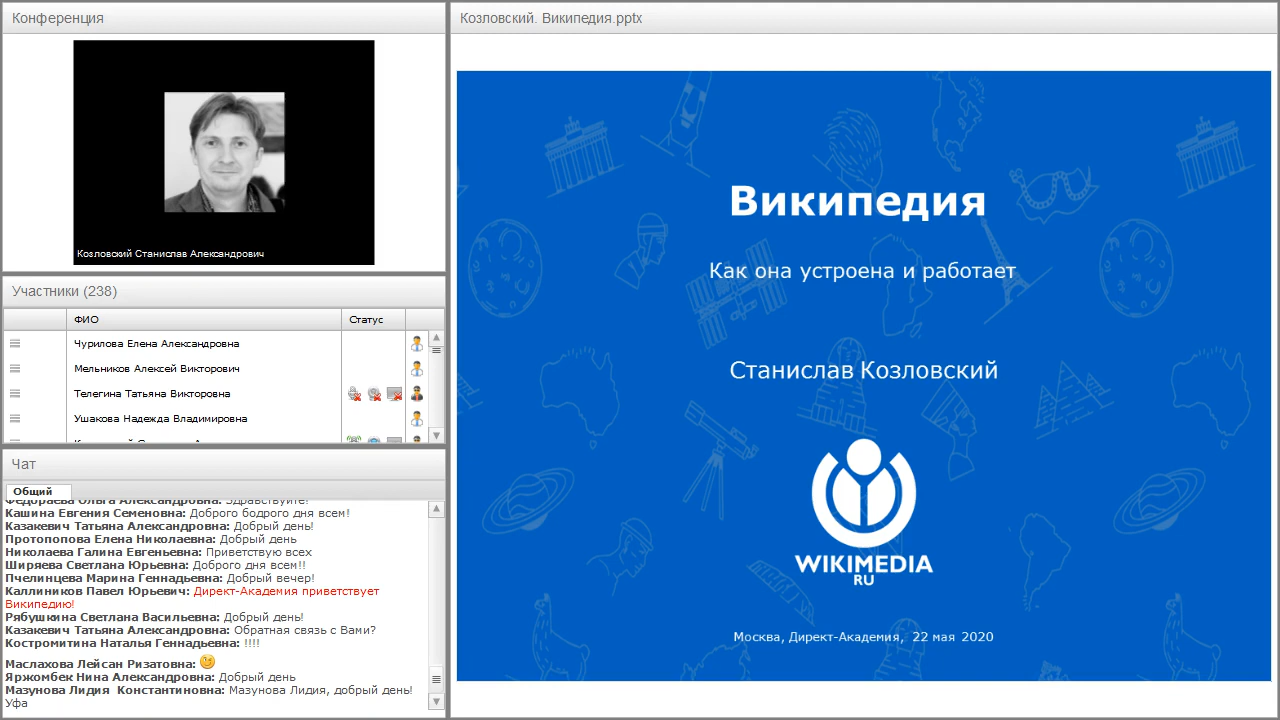 Конференция
Козловский Станислав Александрович
Участники (238)
ФИО
Статус
Чурилова Елена Александровна
Мельников Алексей Викторович
Телегина Татьяна Викторовна
Ушакова Надежда Владимировна
Чат
Общий
Федораева Ольга Александровна: Здравствуйте!
Кашина Евгения Семеновна: Доброго бодрого дня всем!
Казакевич Татьяна Александровна: Добрый день!
Протопопова Елена Николаевна: Добрый день
Николаева Галина Евгеньевна: Приветствую всех
Ширяева Светлана Юрьевна: Доброго дня всем!!
Пчелинцева Марина Геннадьевна: Добрый вечер!
Каллиников Павел Юрьевич: Директ-Академия приветствует
Википедию!
Рябушкина Светлана Васильевна: Добрый день!
Казакевич Татьяна Александровна: Обратная связь с Вами?
Костромитина Наталья Геннадьевна: !!!!
Маслахова Лейсан Ризатовна:
Яржомбек Нина Александровна: Добрый день
Мазунова Лидия Константиновна: Мазунова Лидия, добрый день!
Уфа
Козловский. Википедия.pptx
Википедия
Как она устроена и работает
Станислав Козловский
WIKIMEDIA
RU
Москва, Директ-Академия, 22 мая 2020